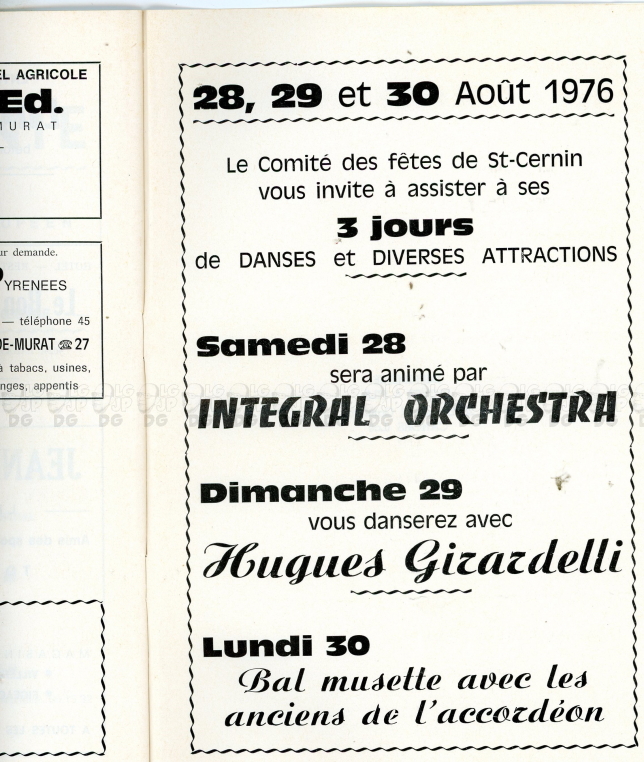 EL AGRICOLE
Ed.
MURAT
ur demande.
YRENEES
— téléphone 45
DE-MURAT ☎ 27
à tabacs, usines,
nges, appentis
28, 29 et 30 Août 1976
Le Comité des fêtes de St-Cernin
vous invite à assister à ses
3 jours
de DANSES et DIVERSES ATTRACTIONS
Samedi 28
sera animé par
INTEGRAL ORCHESTRA
Dimanche 29
vous danserez avec
Hugues Girardelli
Lundi 30
Bal musette avec les
anciens de l'accordéon